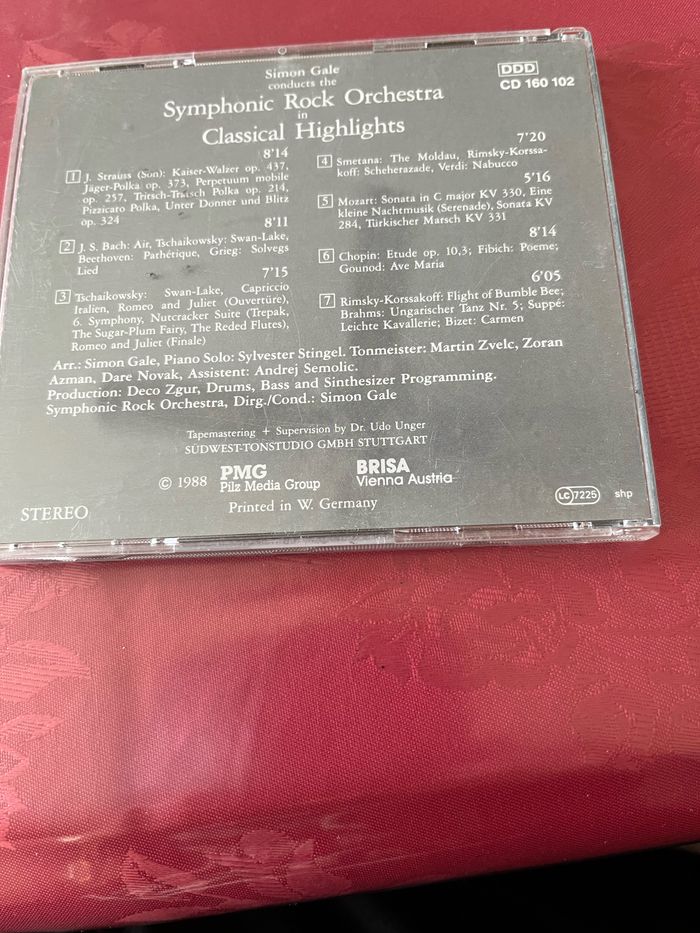 Simon Gale
conducts the
Symphonic Rock Orchestra
in
Classical Highlights
DDD
CD 160 102
8'14
1 J. Strauss (Son): Kaiser-Walzer op. 437,
Jäger-Polka op. 373, Perpetuum mobile
op. 257, Tritsch-Tratsch Polka op. 214,
Pizzicato Polka, Unter Donner und Blitz
op. 324
8'11
2 J. S. Bach: Air, Tschaikowsky: Swan-Lake,
Beethoven: Pathétique, Grieg: Solvegs
Lied
7'15
3 Tschaikowsky: Swan-Lake, Capriccio
Italien, Romeo and Juliet (Ouvertüre),
6. Symphony, Nutcracker Suite (Trepak,
The Sugar-Plum Fairy, The Reded Flutes),
Romeo and Juliet (Finale)
7'20
4 Smetana: The Moldau, Rimsky-Korssa-
koff: Scheherazade, Verdi: Nabucco
5'16
5 Mozart: Sonata in C major KV 330, Eine
kleine Nachtmusik (Serenade), Sonata KV
284, Türkischer Marsch KV 331
8'14
6 Chopin: Etude op. 10,3; Fibich: Poeme;
Gounod: Ave Maria
6'05
7 Rimsky-Korssakoff: Flight of Bumble Bee;
Brahms: Ungarischer Tanz Nr. 5; Suppé:
Leichte Kavallerie; Bizet: Carmen
Arr.: Simon Gale, Piano Solo: Sylvester Stingel. Tonmeister: Martin Zvelc, Zoran
Azman, Dare Novak, Assistent: Andrej Semolic.
Production: Deco Zgur, Drums, Bass and Sinthesizer Programming.
Symphonic Rock Orchestra, Dirg./Cond.: Simon Gale
Tapemastering + Supervision by Dr. Udo Unger
SÜDWEST-TONSTUDIO GMBH STUTTGART
© 1988 PMG BRISA
Pilz Media Group Vienna Austria
Printed in W. Germany
STEREO
LC 7225 shp